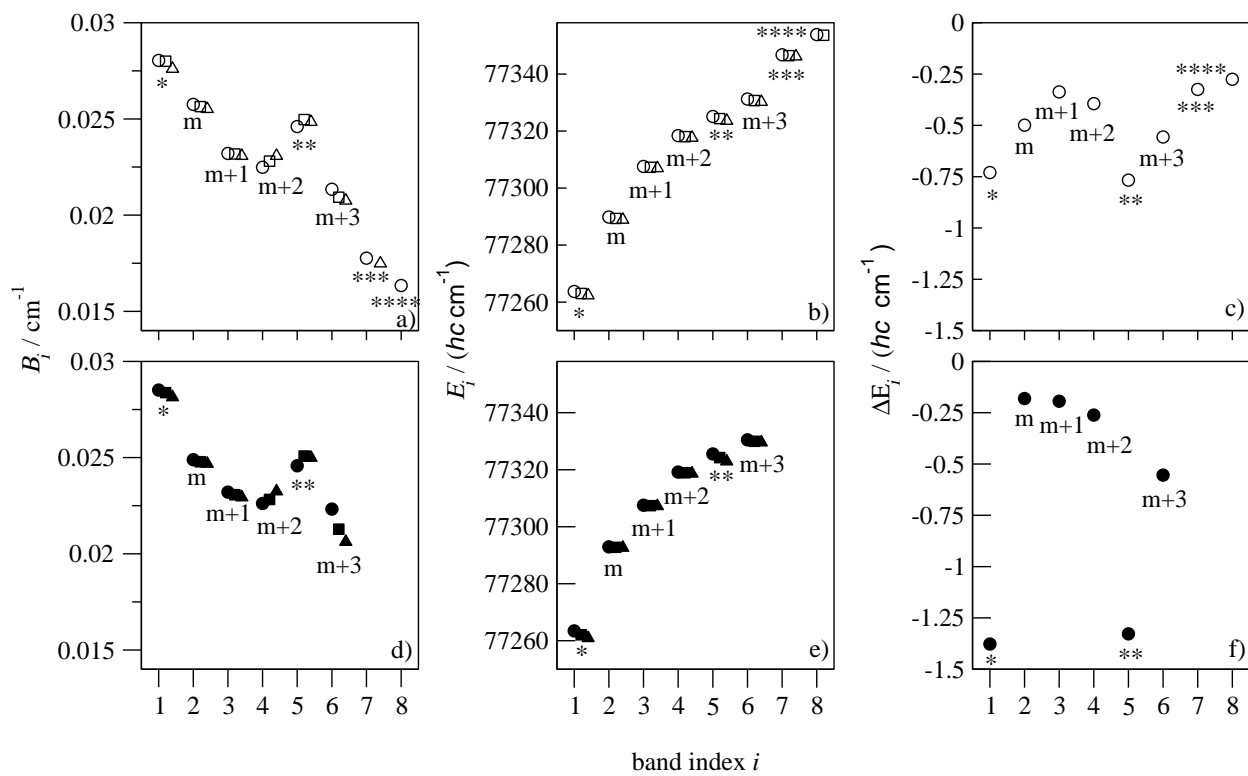 0.03
0.025
0.02
0.015
B_i / cm^-1
*
m
m+1
m+2
**
m+3
***
****
a)
77340
77320
77300
77280
77260
E_i / (hc cm^-1)
*
m
m+1
m+2
**
m+3
***
****
b)
0
-0.25
-0.5
-0.75
-1
-1.25
-1.5
ΔE_i / (hc cm^-1)
*
m
m+1
m+2
**
m+3
***
****
c)
0.03
0.025
0.02
0.015
*
m
m+1
m+2
**
m+3
d)
1 2 3 4 5 6 7 8
77340
77320
77300
77280
77260
*
m
m+1
m+2
**
m+3
e)
1 2 3 4 5 6 7 8
0
-0.25
-0.5
-0.75
-1
-1.25
-1.5
*
m
m+1
m+2
**
m+3
f)
1 2 3 4 5 6 7 8
band index i